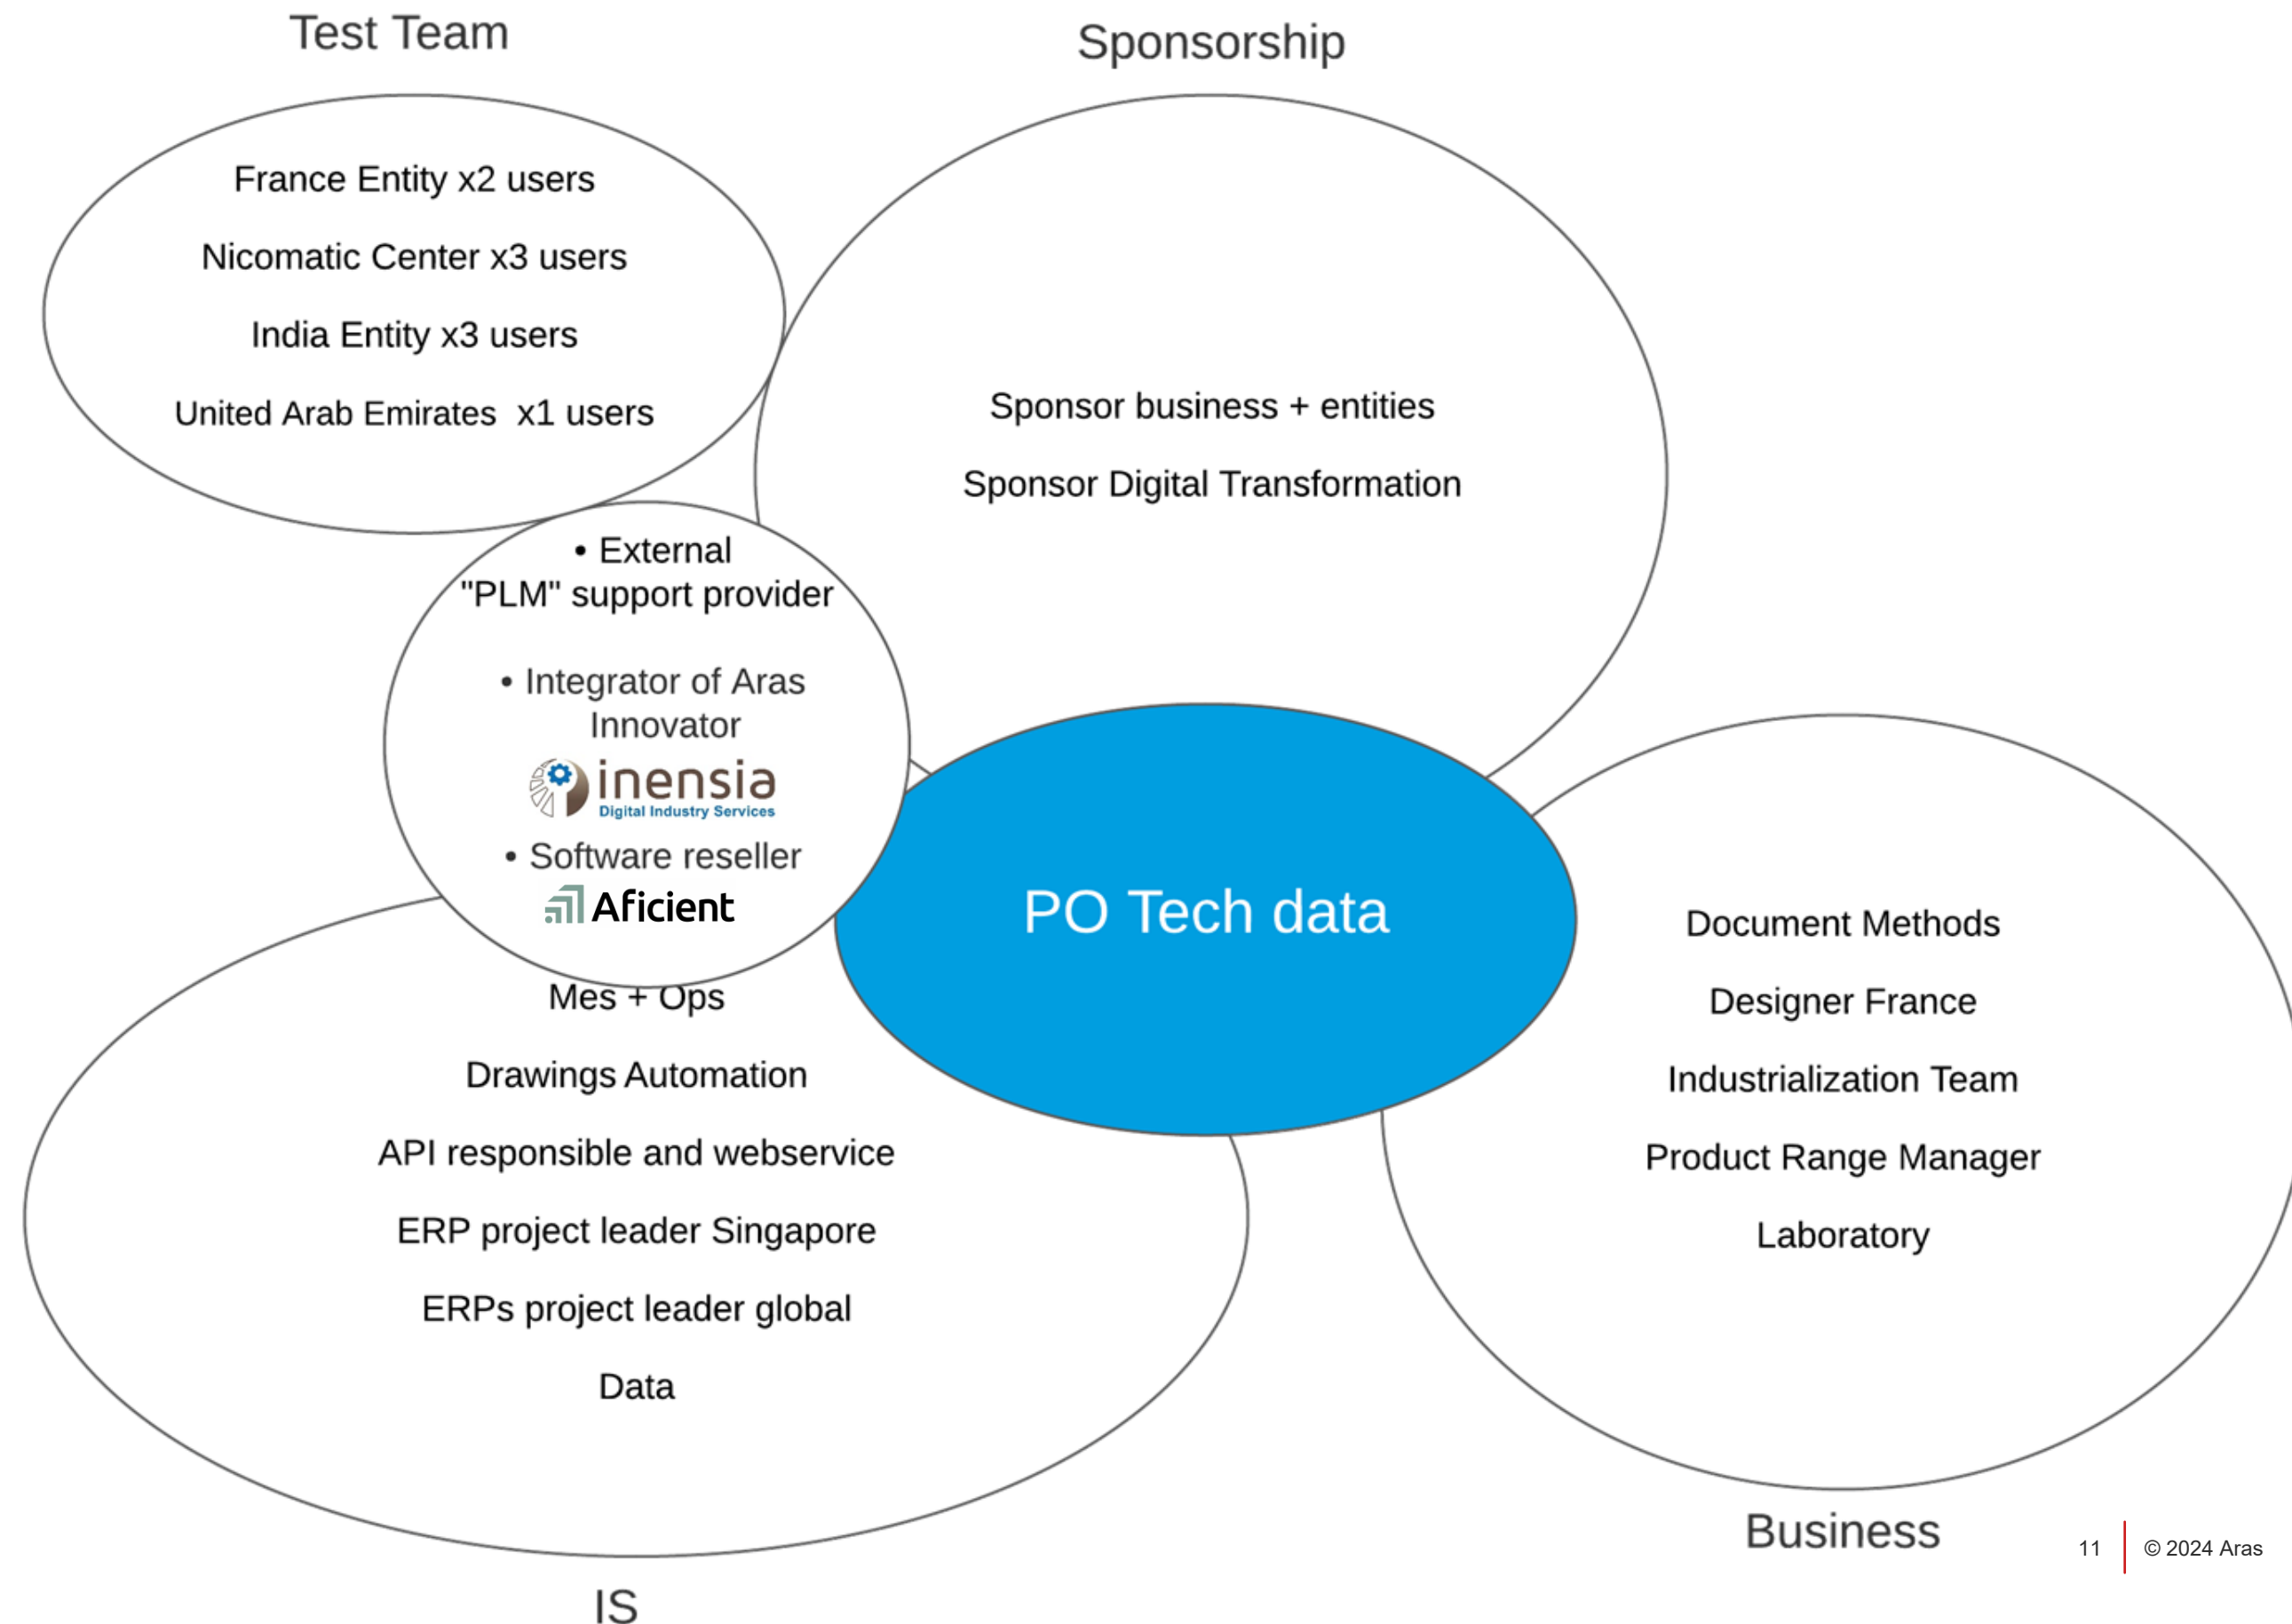 Test Team
France Entity x2 users
Nicomatic Center x3 users
India Entity x3 users
United Arab Emirates x1 users
Sponsorship
Sponsor business + entities
Sponsor Digital Transformation
• External
"PLM" support provider
• Integrator of Aras
Innovator
inensia
Digital Industry Services
• Software reseller
Aficient
PO Tech data
Mes + Ops
Drawings Automation
API responsible and webservice
ERP project leader Singapore
ERPs project leader global
Data
IS
Document Methods
Designer France
Industrialization Team
Product Range Manager
Laboratory
Business
11
© 2024 Aras